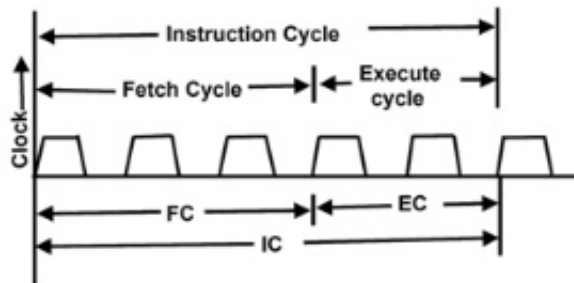 Instruction Cycle
Fetch Cycle
Execute
cycle
Clock
FC
EC
IC